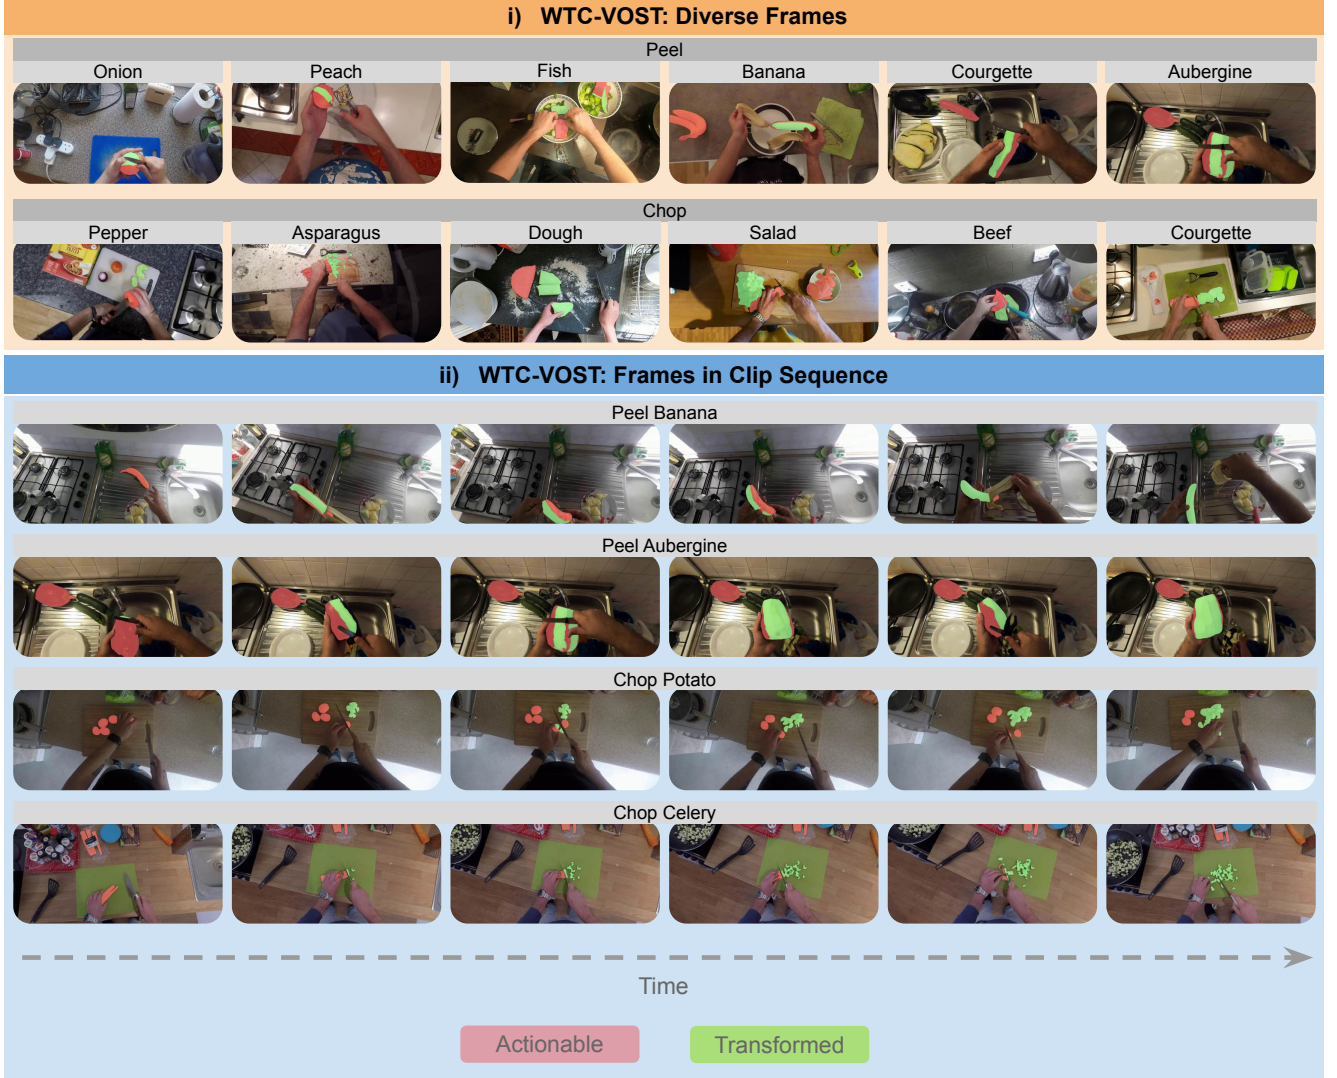 i) WTC-VOST: Diverse Frames
Peel
Onion Peach Fish Banana Courgette Aubergine
Chop
Pepper Asparagus Dough Salad Beef Courgette
ii) WTC-VOST: Frames in Clip Sequence
Peel Banana
Peel Aubergine
Chop Potato
Chop Celery
Time
Actionable Transformed